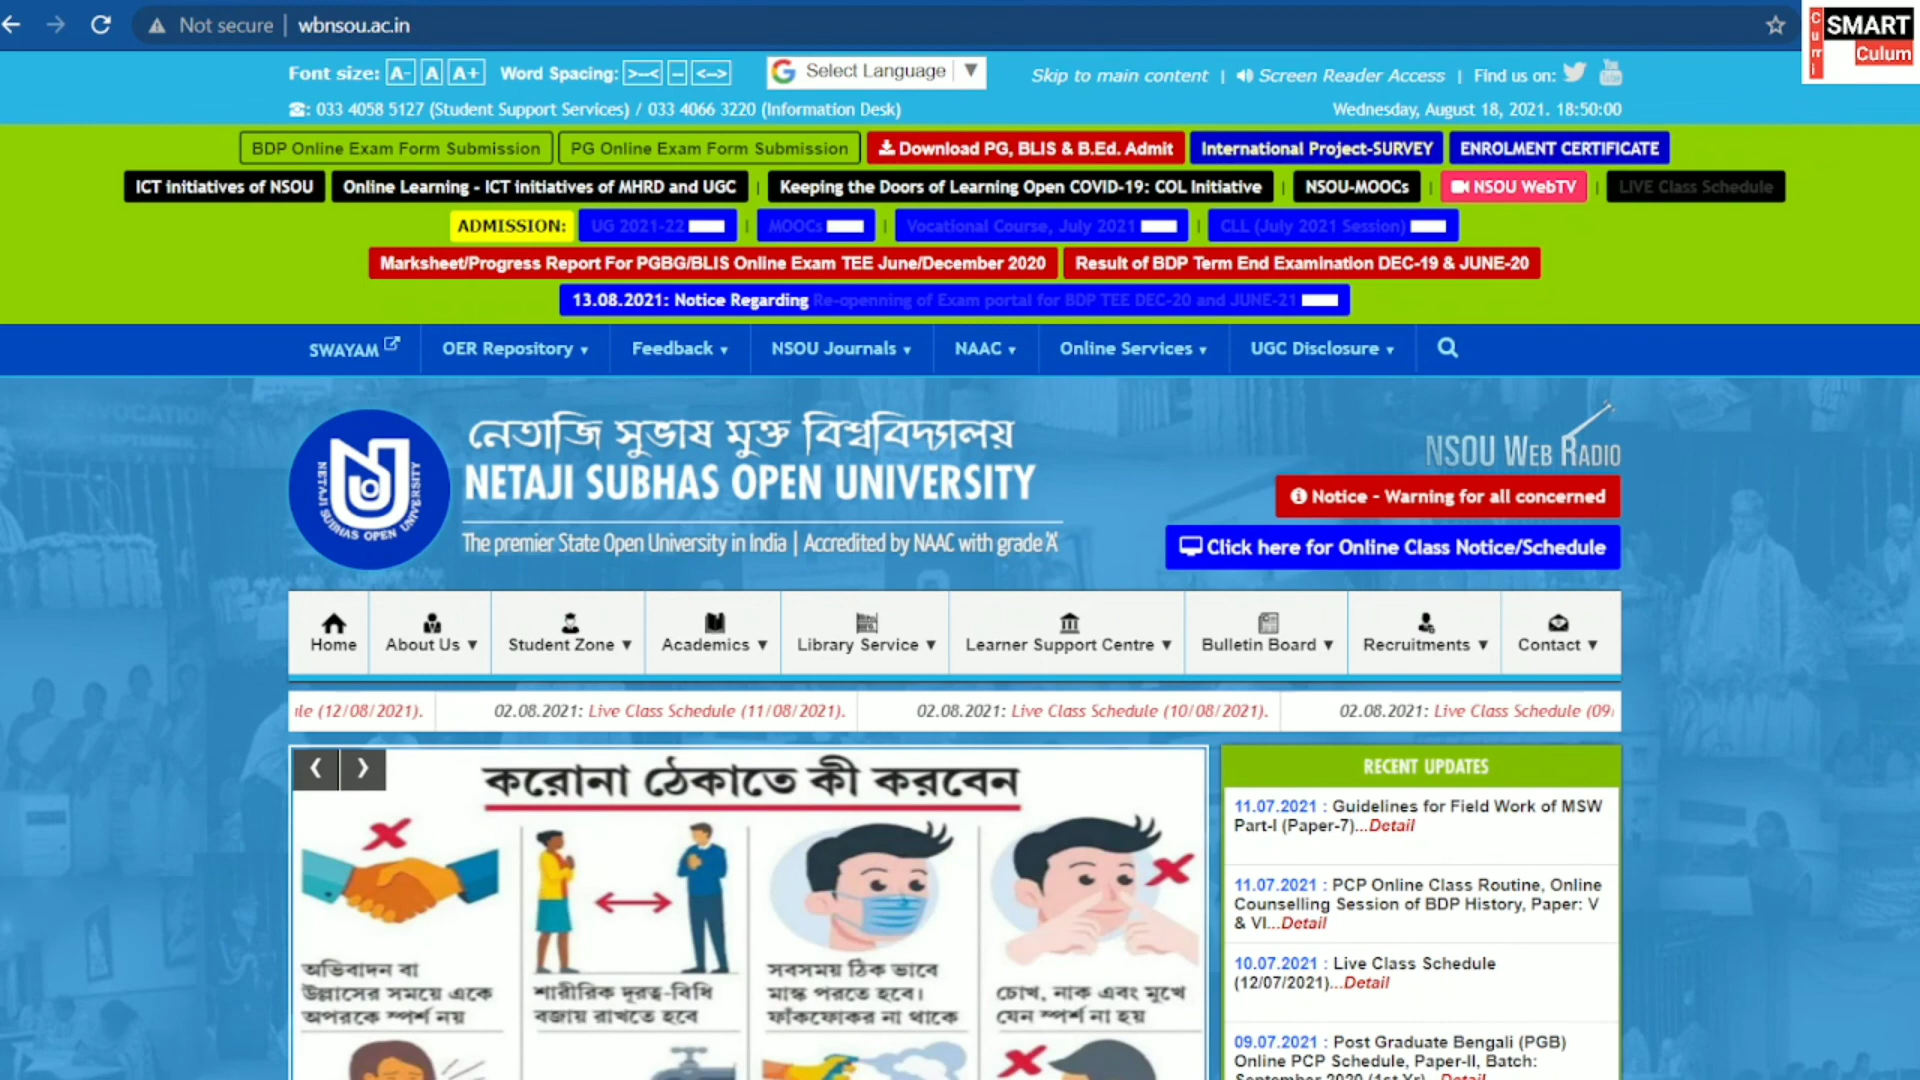 Not secure | wbnsou.ac.in
Curri SMART Culum
Font size: A- A A+ Word Spacing: >--< -- <--> Select Language ▼ Skip to main content | Screen Reader Access | Find us on:
: 033 4058 5127 (Student Support Services) / 033 4066 3220 (Information Desk) Wednesday, August 18, 2021. 18:50:00
BDP Online Exam Form Submission PG Online Exam Form Submission Download PG, BLIS & B.Ed. Admit International Project-SURVEY ENROLMENT CERTIFICATE
ICT initiatives of NSOU Online Learning - ICT initiatives of MHRD and UGC | Keeping the Doors of Learning Open COVID-19: COL Initiative | NSOU-MOOCs | NSOU WebTV | LIVE Class Schedule
ADMISSION: UG 2021-22 | MOOCs | Vocational Course, July 2021 | CLL (July 2021 Session)
Marksheet/Progress Report For PGBG/BLIS Online Exam TEE June/December 2020 Result of BDP Term End Examination DEC-19 & JUNE-20
13.08.2021: Notice Regarding Re-openning of Exam portal for BDP TEE DEC-20 and JUNE-21
SWAYAM OER Repository ▼ Feedback ▼ NSOU Journals ▼ NAAC ▼ Online Services ▼ UGC Disclosure ▼
নেতাজি সুভাষ মুক্ত বিশ্ববিদ্যালয়
NETAJI SUBHAS OPEN UNIVERSITY
The premier State Open University in India | Accredited by NAAC with grade 'A'
NETAJI SUBHAS OPEN UNIVERSITY
NSOU WEB RADIO
Notice - Warning for all concerned
Click here for Online Class Notice/Schedule
Home About Us ▼ Student Zone ▼ Academics ▼ Library Service ▼ Learner Support Centre ▼ Bulletin Board ▼ Recruitments ▼ Contact ▼
ile (12/08/2021). 02.08.2021: Live Class Schedule (11/08/2021). 02.08.2021: Live Class Schedule (10/08/2021). 02.08.2021: Live Class Schedule (09/
করোনা ঠেকাতে কী করবেন
অভিবাদন বা
উল্লাসের সময়ে একে
অপরকে স্পর্শ নয়
শারীরিক দূরত্ব-বিধি
বজায় রাখতে হবে
সবসময় ঠিক ভাবে
মাস্ক পরতে হবে।
ফাঁকফোকর না থাকে
চোখ, নাক এবং মুখে
যেন স্পর্শ না হয়
RECENT UPDATES
11.07.2021 : Guidelines for Field Work of MSW
Part-I (Paper-7)...Detail
11.07.2021 : PCP Online Class Routine, Online
Counselling Session of BDP History, Paper: V
& VI...Detail
10.07.2021 : Live Class Schedule
(12/07/2021)...Detail
09.07.2021 : Post Graduate Bengali (PGB)
Online PCP Schedule, Paper-II, Batch:
September 2020 (1st Yr)...Detail